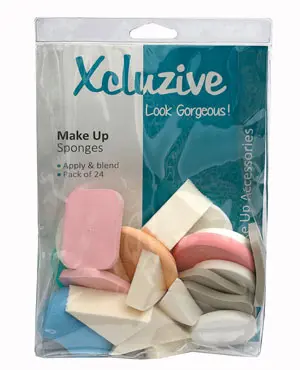 Xcluzive
Look Gorgeous!
Make Up
Sponges
• Apply & blend
• Pack of 24
Up Accessories